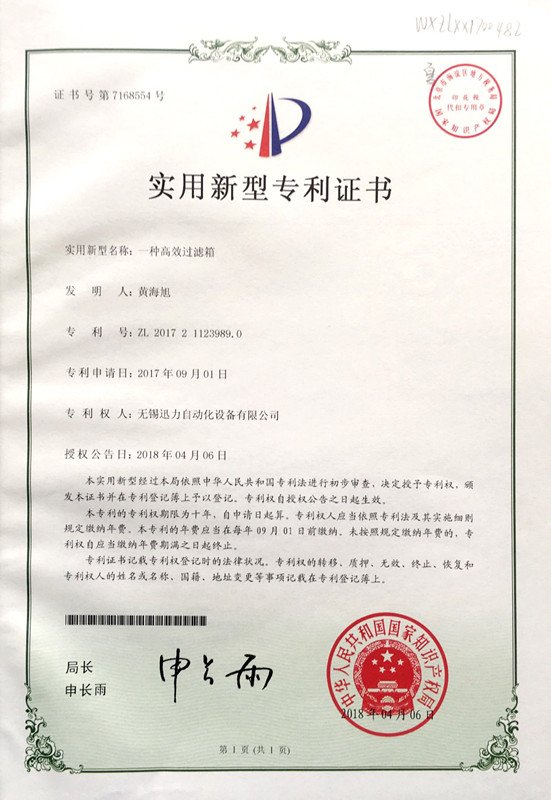 WXZLXX1700482
证书号第7168554号
印花税
代扣专用章
实用新型专利证书
实用新型名称：一种高效过滤箱
发 明 人：黄海旭
专 利 号：ZL 2017 2 1123989.0
专利申请日：2017年09月01日
专 利 权 人：无锡迅力自动化设备有限公司
授权公告日：2018年04月06日
本实用新型经过本局依照中华人民共和国专利法进行初步审查，决定授予专利权，颁
发本证书并在专利登记簿上予以登记。专利权自授权公告之日起生效。
本专利的专利权期限为十年，自申请日起算。专利权人应当依照专利法及其实施细则
规定缴纳年费。本专利的年费应当在每年09月01日前缴纳。未按照规定缴纳年费的，专
利权自应当缴纳年费期满之日起终止。
专利证书记载专利权登记时的法律状况。专利权的转移、质押、无效、终止、恢复和
专利权人的姓名或名称、国籍、地址变更等事项记载在专利登记簿上。
局长
申长雨
申长雨
中华人民共和国国家知识产权局
2018年04月06日
第1页（共1页）